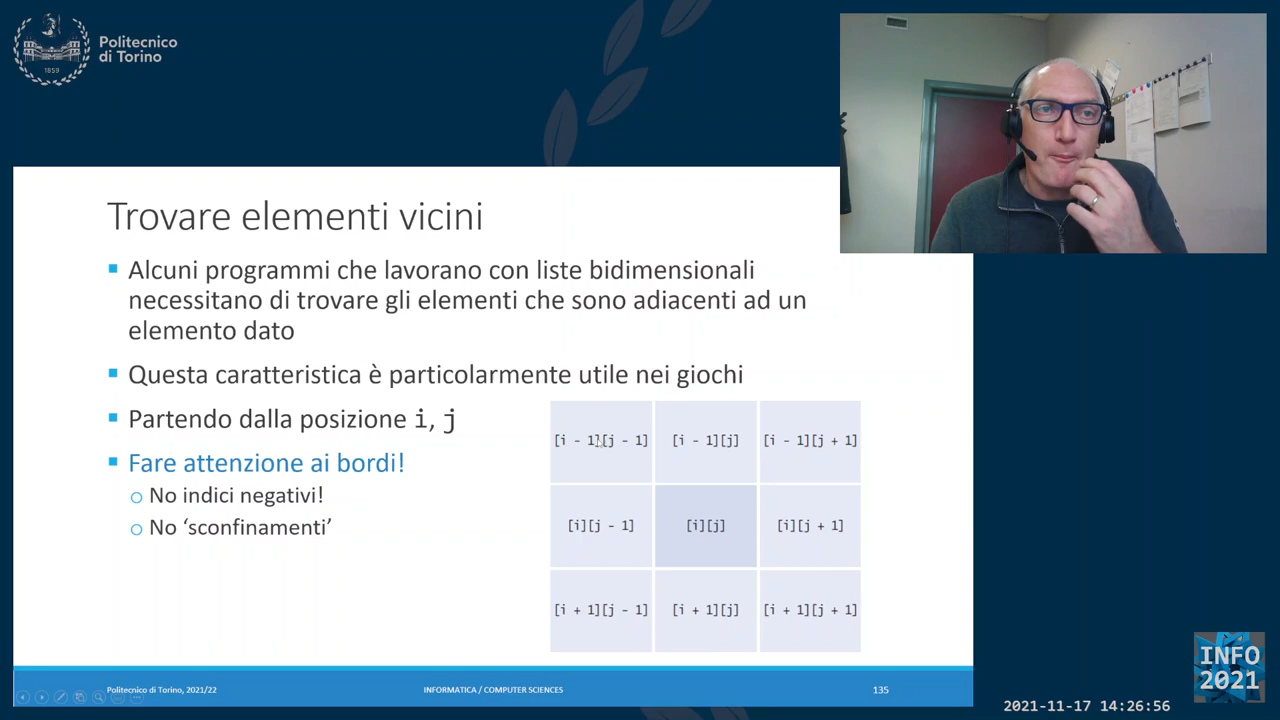 Politecnico
di Torino
1859
Trovare elementi vicini
Alcuni programmi che lavorano con liste bidimensionali
necessitano di trovare gli elementi che sono adiacenti ad un
elemento dato
Questa caratteristica è particolarmente utile nei giochi
Partendo dalla posizione i, j
Fare attenzione ai bordi!
No indici negativi!
No ‘sconfinamenti’
[i - 1][j - 1] [i - 1][j] [i - 1][j + 1]
[i][j - 1] [i][j] [i][j + 1]
[i + 1][j - 1] [i + 1][j] [i + 1][j + 1]
Politecnico di Torino, 2021/22 INFORMATICA / COMPUTER SCIENCES 135
INFO
2021
2021-11-17 14:26:56